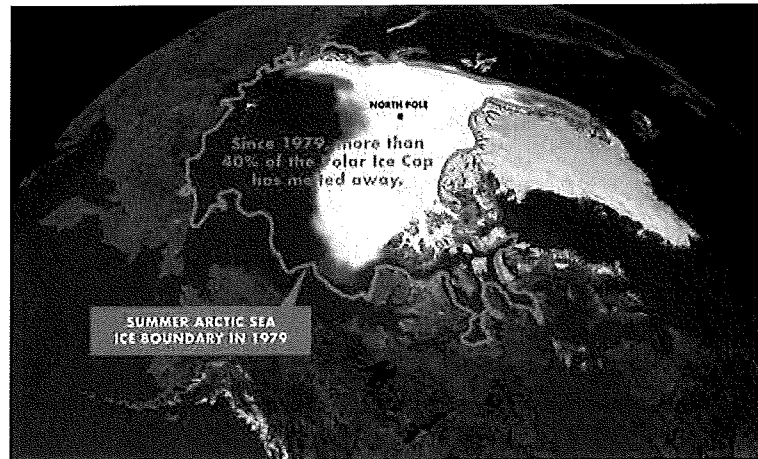 NORTH POLE
Since 1979, more than
40% of the Polar Ice Cap
has melted away.
SUMMER ARCTIC SEA
ICE BOUNDARY IN 1979